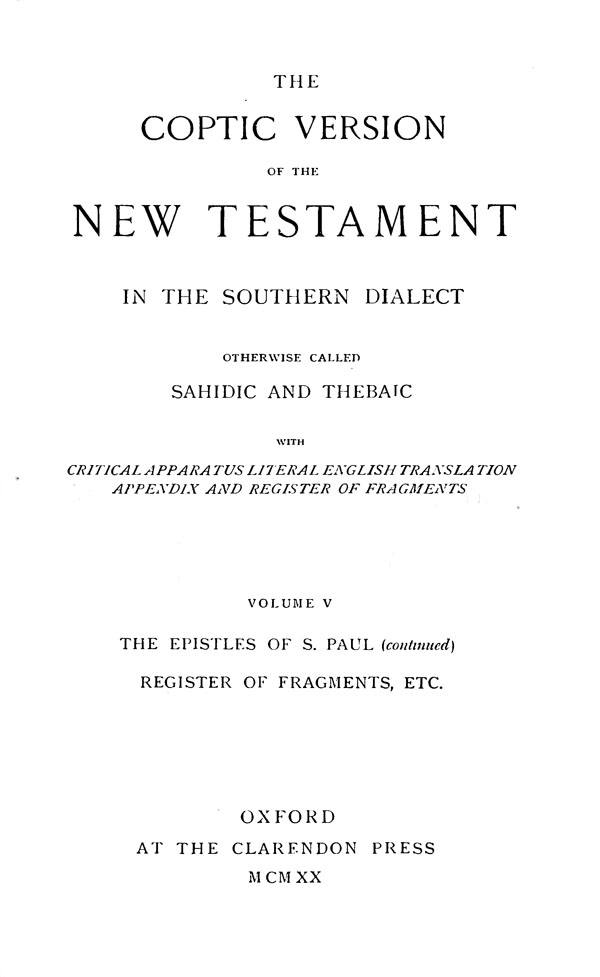 THE
COPTIC VERSION
OF THE
NEW TESTAMENT
IN THE SOUTHERN DIALECT
OTHERWISE CALLED
SAHIDIC AND THEBAIC
WITH
CRITICAL APPARATUS LITERAL ENGLISH TRANSLATION
APPENDIX AND REGISTER OF FRAGMENTS
VOLUME V
THE EPISTLES OF S. PAUL (continued)
REGISTER OF FRAGMENTS, ETC.
OXFORD
AT THE CLARENDON PRESS
MCMXX